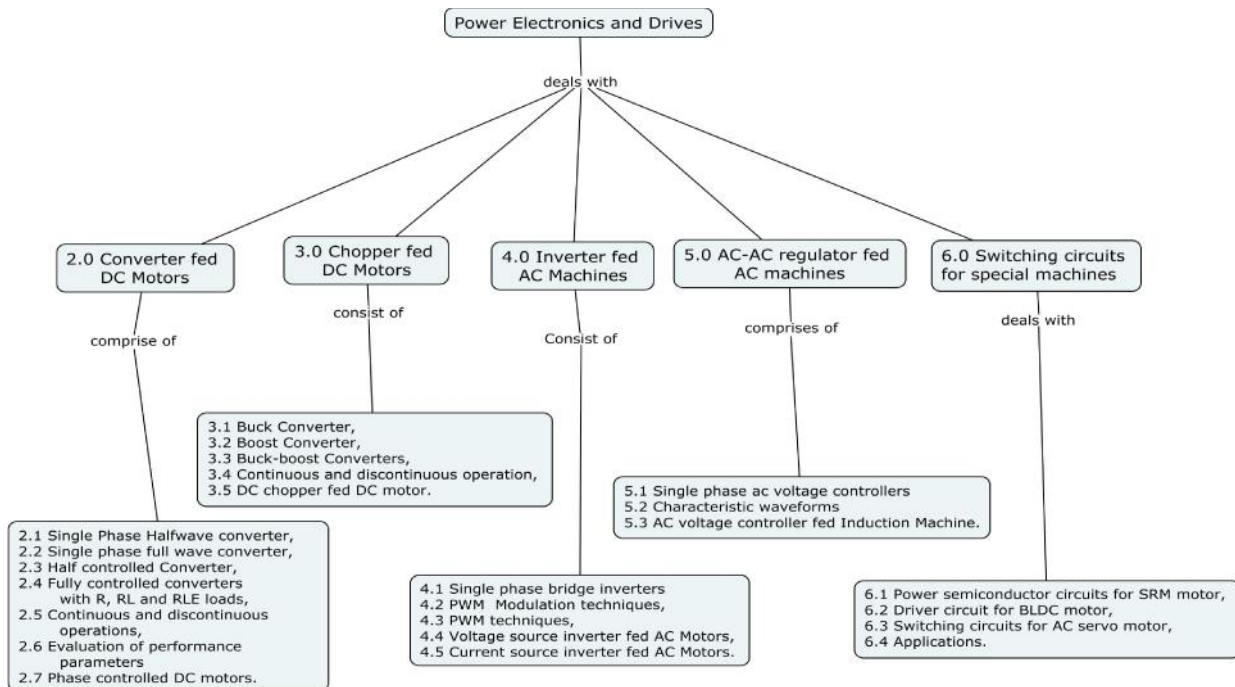 Power Electronics and Drives
deals with
2.0 Converter fed
DC Motors
3.0 Chopper fed
DC Motors
4.0 Inverter fed
AC Machines
5.0 AC-AC regulator fed
AC machines
6.0 Switching circuits
for special machines
comprise of
consist of
Consist of
comprises of
deals with
2.1 Single Phase Halfwave converter,
2.2 Single phase full wave converter,
2.3 Half controlled Converter,
2.4 Fully controlled converters
with R, RL and RLE loads,
2.5 Continuous and discontinuous
operations,
2.6 Evaluation of performance
parameters
2.7 Phase controlled DC motors.
3.1 Buck Converter,
3.2 Boost Converter,
3.3 Buck-boost Converters,
3.4 Continuous and discontinuous operation,
3.5 DC chopper fed DC motor.
4.1 Single phase bridge inverters
4.2 PWM Modulation techniques,
4.3 PWM techniques,
4.4 Voltage source inverter fed AC Motors,
4.5 Current source inverter fed AC Motors.
5.1 Single phase ac voltage controllers
5.2 Characteristic waveforms
5.3 AC voltage controller fed Induction Machine.
6.1 Power semiconductor circuits for SRM motor,
6.2 Driver circuit for BLDC motor,
6.3 Switching circuits for AC servo motor,
6.4 Applications.